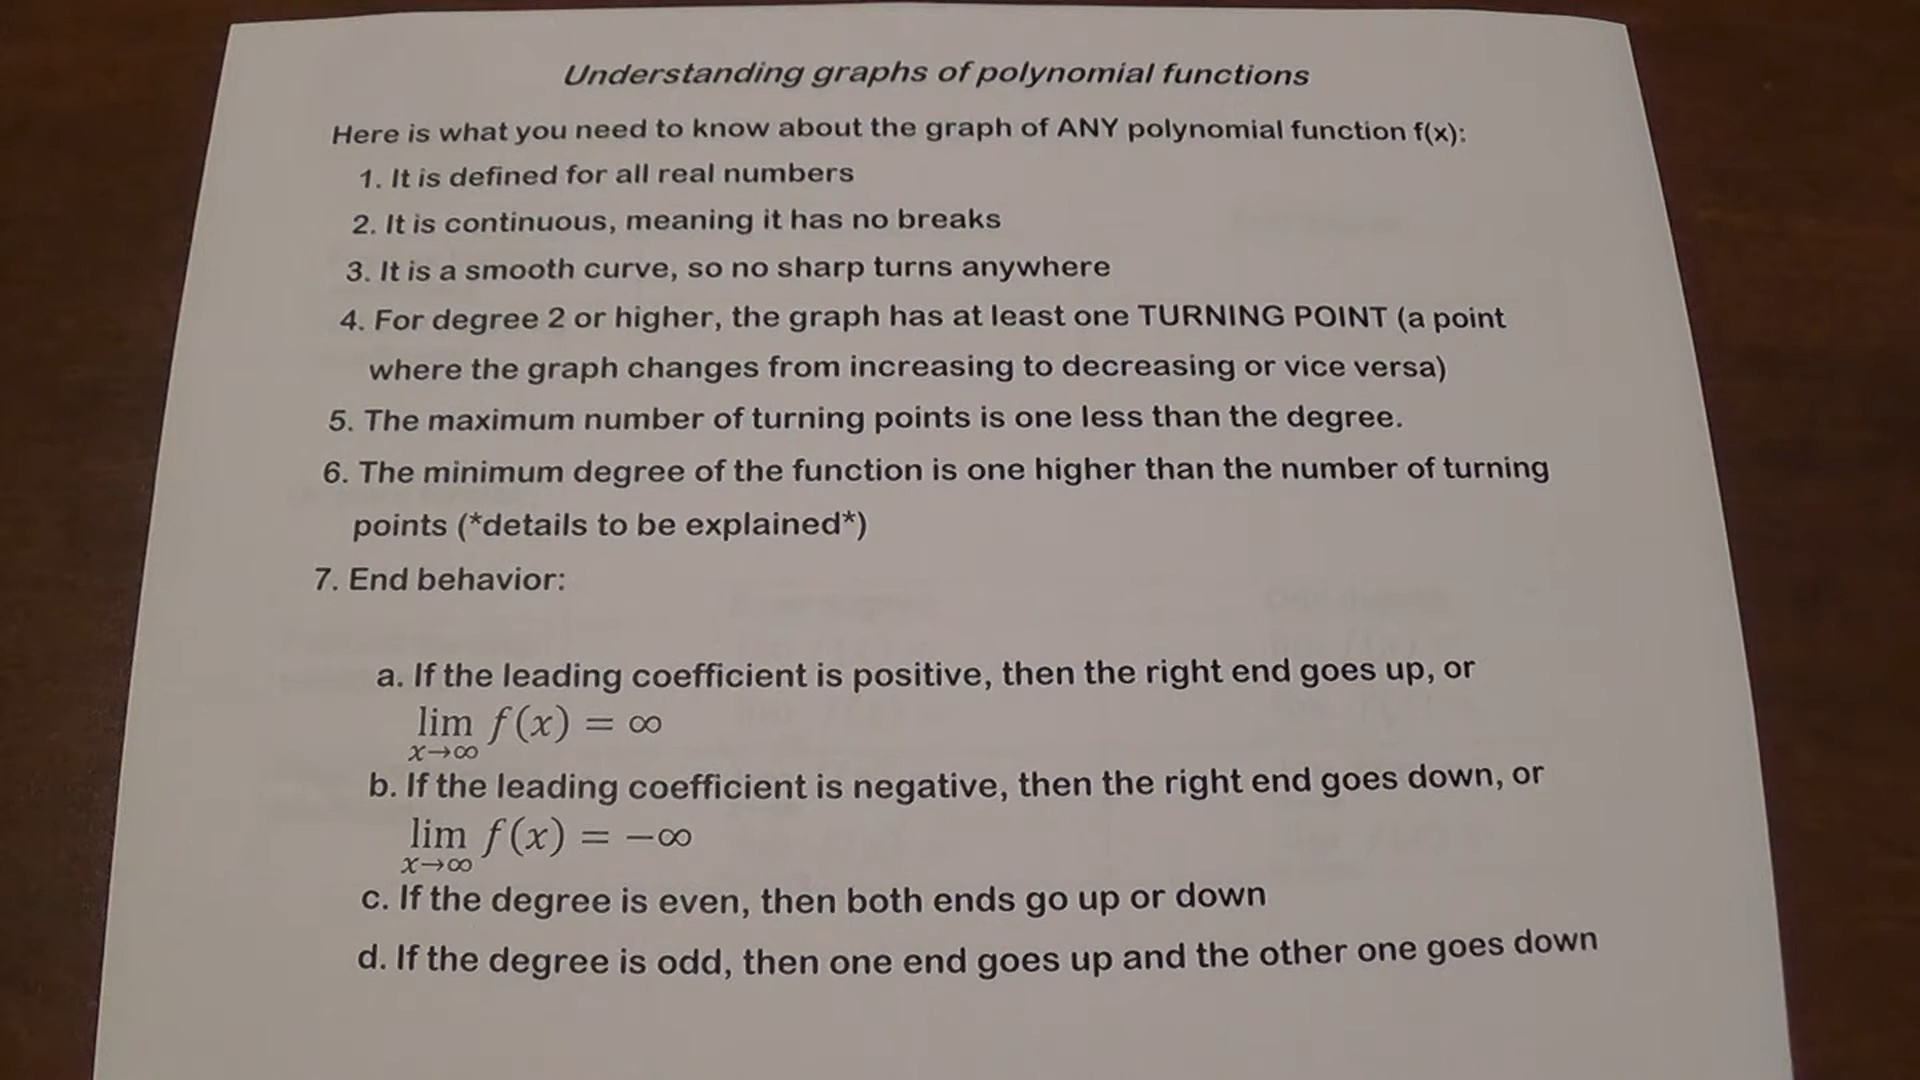 Understanding graphs of polynomial functions
Here is what you need to know about the graph of ANY polynomial function f(x):
1. It is defined for all real numbers
2. It is continuous, meaning it has no breaks
3. It is a smooth curve, so no sharp turns anywhere
4. For degree 2 or higher, the graph has at least one TURNING POINT (a point
where the graph changes from increasing to decreasing or vice versa)
5. The maximum number of turning points is one less than the degree.
6. The minimum degree of the function is one higher than the number of turning
points (*details to be explained*)
7. End behavior:
a. If the leading coefficient is positive, then the right end goes up, or
lim f(x) = ∞
x→∞
b. If the leading coefficient is negative, then the right end goes down, or
lim f(x) = −∞
x→∞
c. If the degree is even, then both ends go up or down
d. If the degree is odd, then one end goes up and the other one goes down